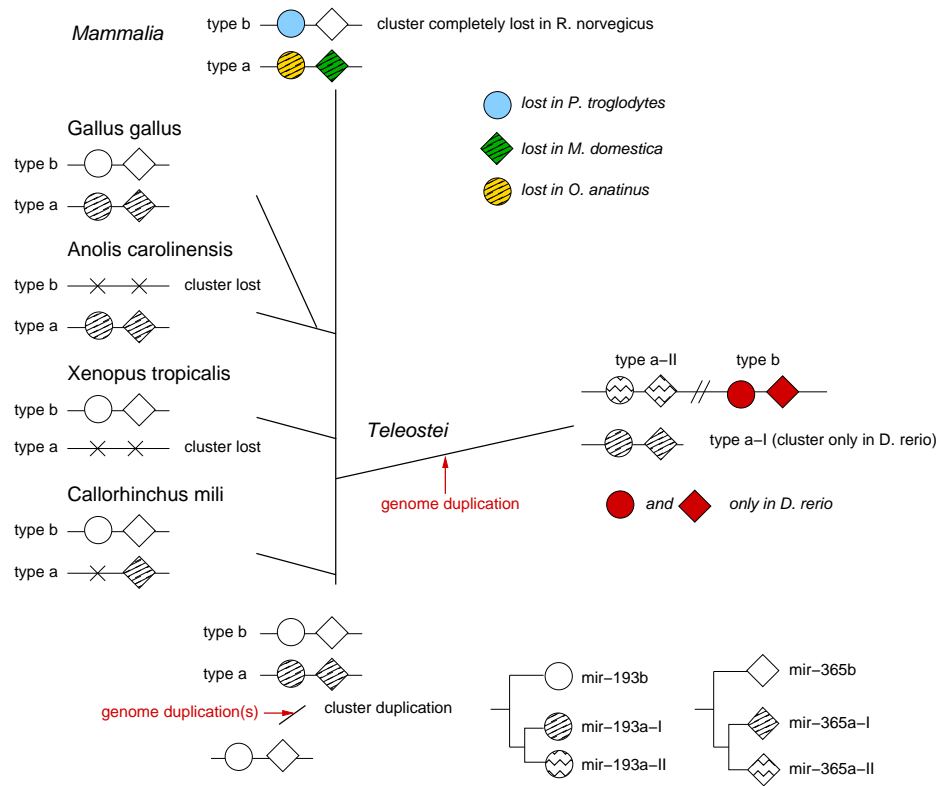 Mammalia
type b
cluster completely lost in R. norvegicus
type a
lost in P. troglodytes
lost in M. domestica
lost in O. anatinus
Gallus gallus
type b
type a
Anolis carolinensis
type b
cluster lost
type a
Xenopus tropicalis
type b
type a
cluster lost
Callorhinchus mili
type b
type a
Teleostei
genome duplication
type a−II
type b
type a−I (cluster only in D. rerio)
and
only in D. rerio
type b
type a
genome duplication(s)
cluster duplication
mir−193b
mir−193a−I
mir−193a−II
mir−365b
mir−365a−I
mir−365a−II